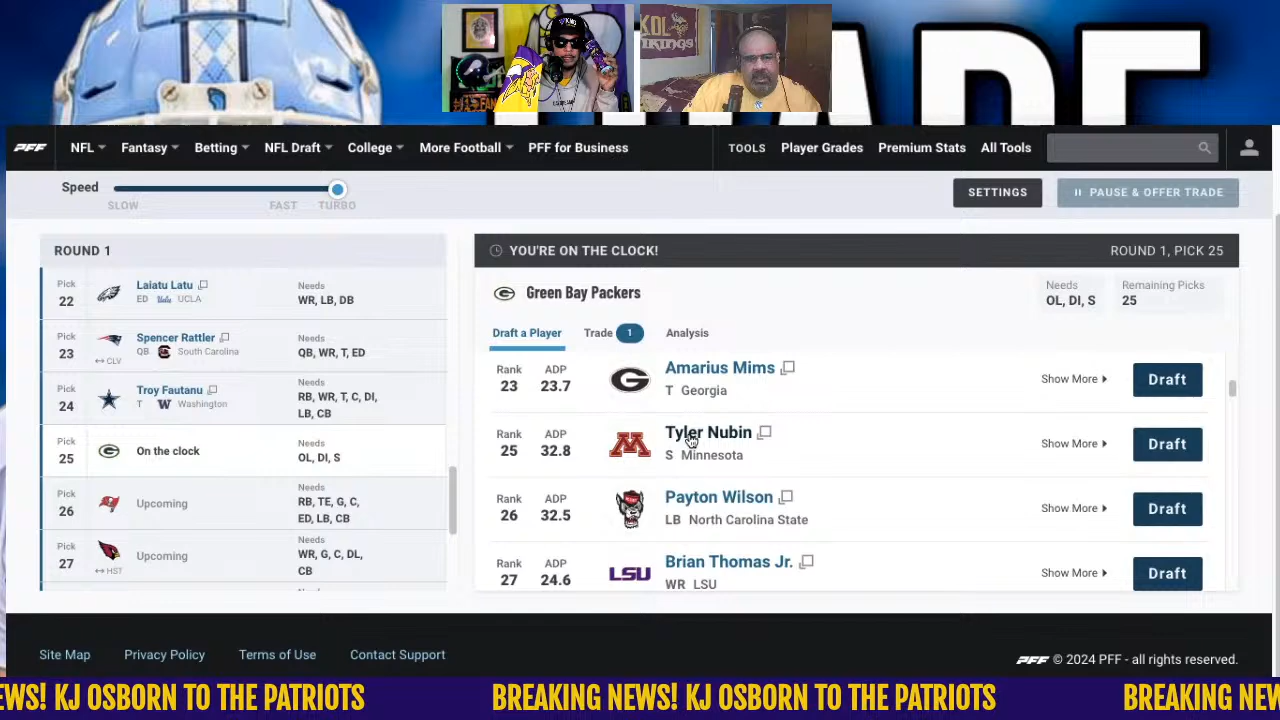 KOL
VIKINGS
PFF
NFL
Fantasy
Betting
NFL Draft
College
More Football
PFF for Business
TOOLS
Player Grades
Premium Stats
All Tools
Speed
SLOW
FAST
TURBO
SETTINGS
PAUSE & OFFER TRADE
ROUND 1
Pick
22
Laiatu Latu
ED UCLA
Needs
WR, LB, DB
Pick
23
CLV
Spencer Rattler
QB South Carolina
Needs
QB, WR, T, ED
Pick
24
Troy Fautanu
T Washington
Needs
RB, WR, T, C, DI,
LB, CB
Pick
25
On the clock
Needs
OL, DI, S
Pick
26
Upcoming
Needs
RB, TE, G, C,
ED, LB, CB
Pick
27
HST
Upcoming
Needs
WR, G, C, DL,
CB
YOU'RE ON THE CLOCK!
ROUND 1, PICK 25
Green Bay Packers
Needs
OL, DI, S
Remaining Picks
25
Draft a Player
Trade 1
Analysis
Rank
23
ADP
23.7
Amarius Mims
T Georgia
Show More
Draft
Rank
25
ADP
32.8
Tyler Nubin
S Minnesota
Show More
Draft
Rank
26
ADP
32.5
Payton Wilson
LB North Carolina State
Show More
Draft
Rank
27
ADP
24.6
LSU
Brian Thomas Jr.
WR LSU
Show More
Draft
Site Map
Privacy Policy
Terms of Use
Contact Support
PFF © 2024 PFF - all rights reserved.
EWS! KJ OSBORN TO THE PATRIOTS BREAKING NEWS! KJ OSBORN TO THE PATRIOTS BREAKING NEW